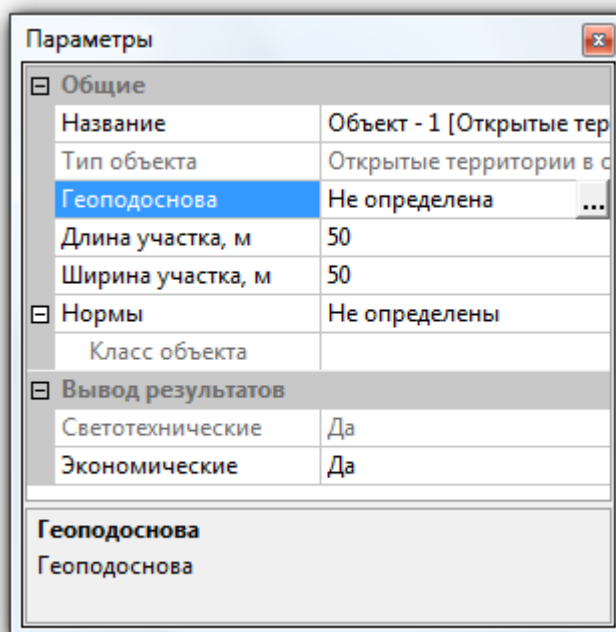 Параметры
Общие
Название Объект - 1 [Открытые тер
Тип объекта Открытые территории в с
Геоподоснова Не определена ...
Длина участка, м 50
Ширина участка, м 50
Нормы Не определены
Класс объекта
Вывод результатов
Светотехнические Да
Экономические Да
Геоподоснова
Геоподоснова